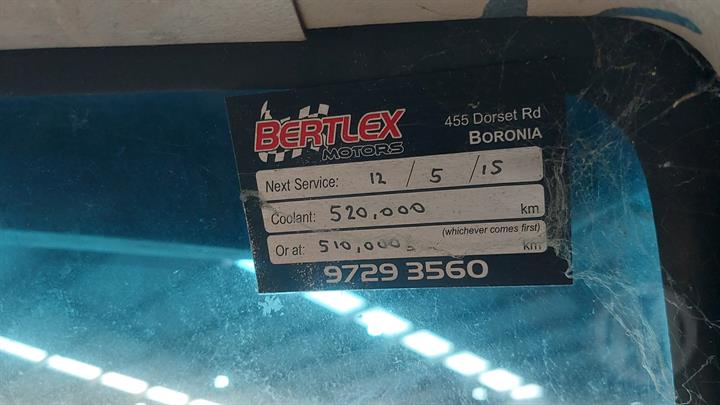 BERTLEX
MOTORS
455 Dorset Rd
BORONIA
Next Service: 12 / 5 / 15
Coolant: 520,000 km
(whichever comes first)
Or at: 510,000 km
9729 3560